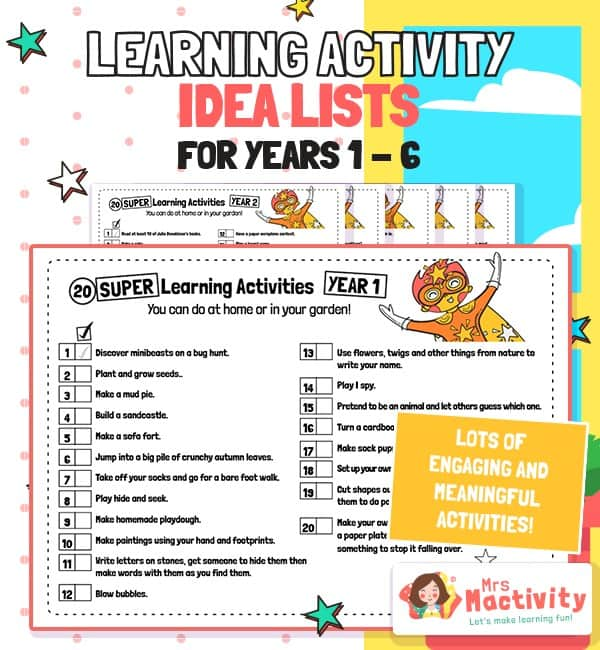 LEARNING ACTIVITY
IDEA LISTS
FOR YEARS 1 – 6
20 SUPER Learning Activities YEAR 2
You can do at home or in your garden!
1 Read at least 10 of Julia Donaldson's books.
12 Have a paper aeroplane contest.
20 SUPER Learning Activities YEAR 1
You can do at home or in your garden!
1 Discover minibeasts on a bug hunt.
2 Plant and grow seeds..
3 Make a mud pie.
4 Build a sandcastle.
5 Make a sofa fort.
6 Jump into a big pile of crunchy autumn leaves.
7 Take off your socks and go for a bare foot walk.
8 Play hide and seek.
9 Make homemade playdough.
10 Make paintings using your hand and footprints.
11 Write letters on stones, get someone to hide them then
make words with them as you find them.
12 Blow bubbles.
13 Use flowers, twigs and other things from nature to
write your name.
14 Play I spy.
15 Pretend to be an animal and let others guess which one.
16 Turn a cardboa
17 Make sock pup
18 Set up your own
19 Cut shapes ou
them to do pa
20 Make your ow
a paper plate
something to stop it falling over.
LOTS OF
ENGAGING AND
MEANINGFUL
ACTIVITIES!
Mrs
Mactivity
Let's make learning fun!